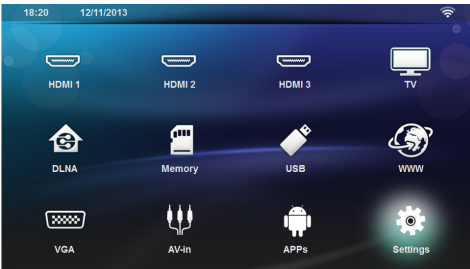 18:20 12/11/2013
HDMI 1 HDMI 2 HDMI 3 TV
DLNA Memory USB WWW
VGA AV-in APPs Settings